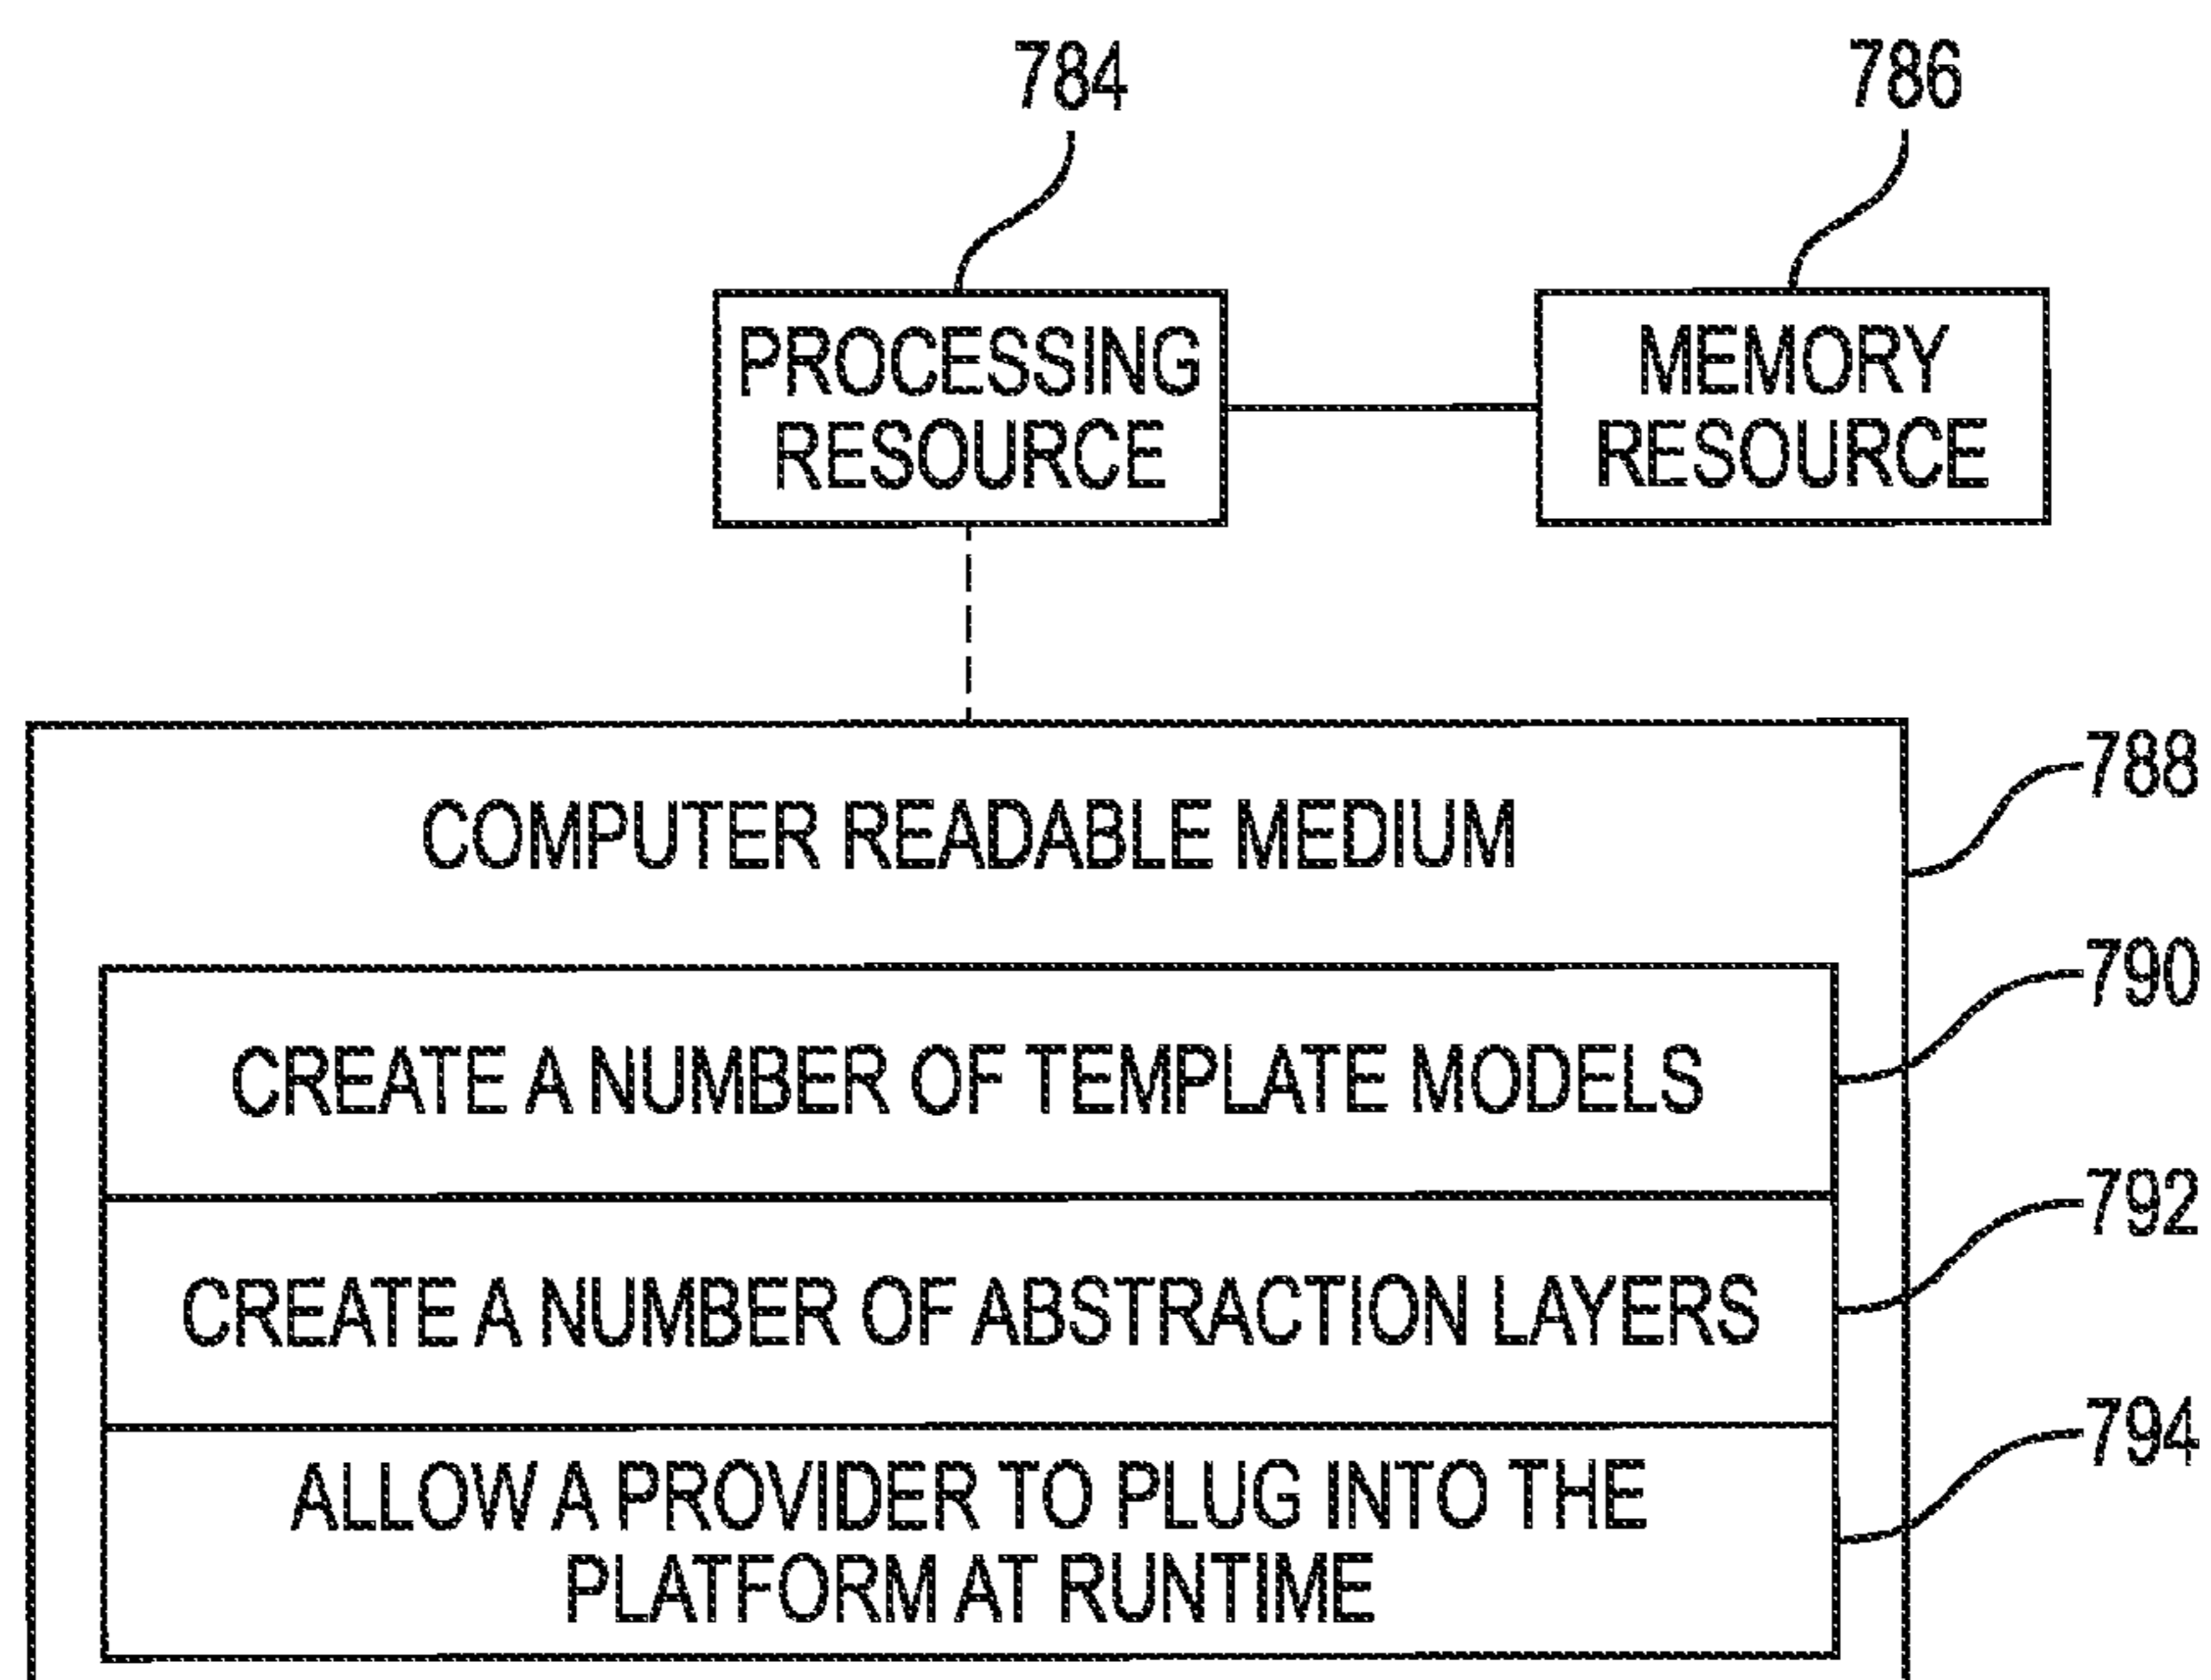 784
786
PROCESSING
RESOURCE
MEMORY
RESOURCE
788
COMPUTER READABLE MEDIUM
790
CREATE A NUMBER OF TEMPLATE MODELS
792
CREATE A NUMBER OF ABSTRACTION LAYERS
794
ALLOW A PROVIDER TO PLUG INTO THE
PLATFORM AT RUNTIME